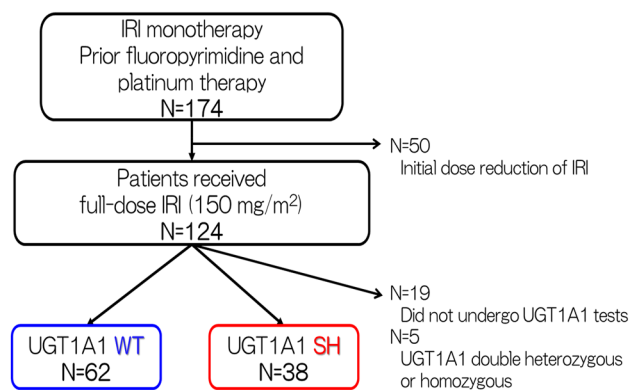 IRI monotherapy
Prior fluoropyrimidine and
platinum therapy
N=174
N=50
Initial dose reduction of IRI
Patients received
full-dose IRI (150 mg/m²)
N=124
N=19
Did not undergo UGT1A1 tests
N=5
UGT1A1 double heterozygous
or homozygous
UGT1A1 WT
N=62
UGT1A1 SH
N=38